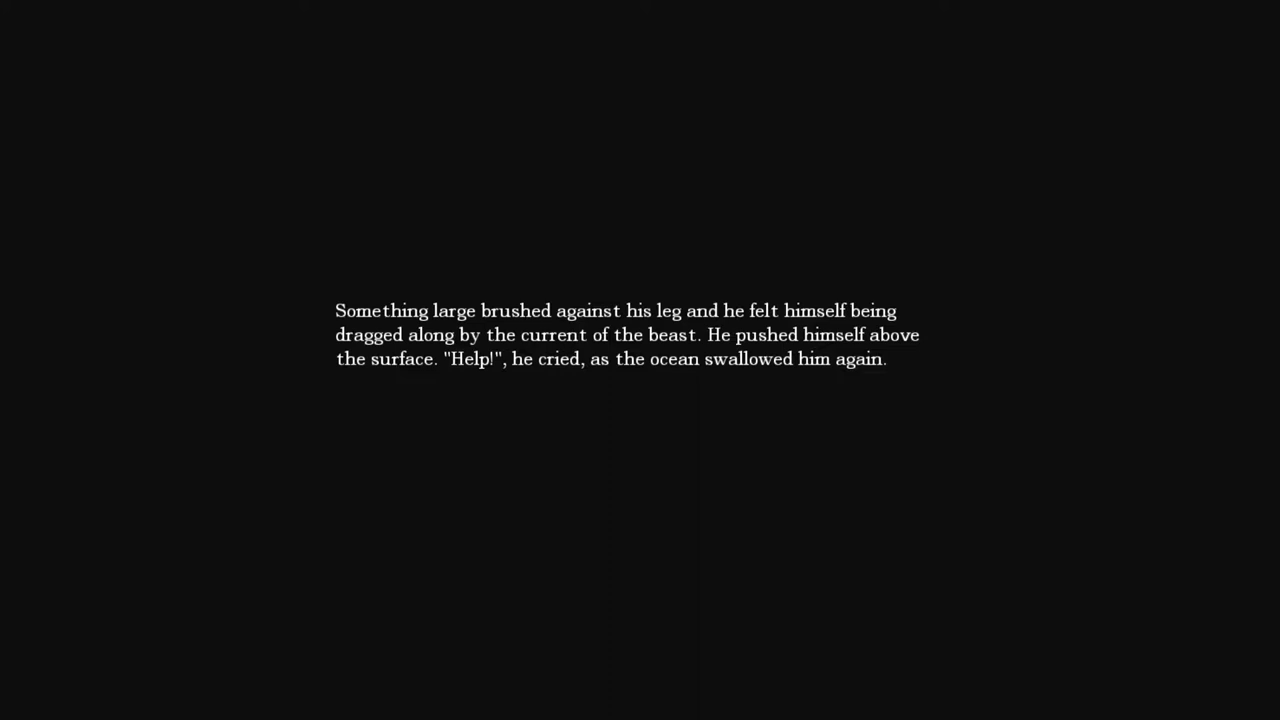 Something large brushed against his leg and he felt himself being
dragged along by the current of the beast. He pushed himself above
the surface. "Help!", he cried, as the ocean swallowed him again.